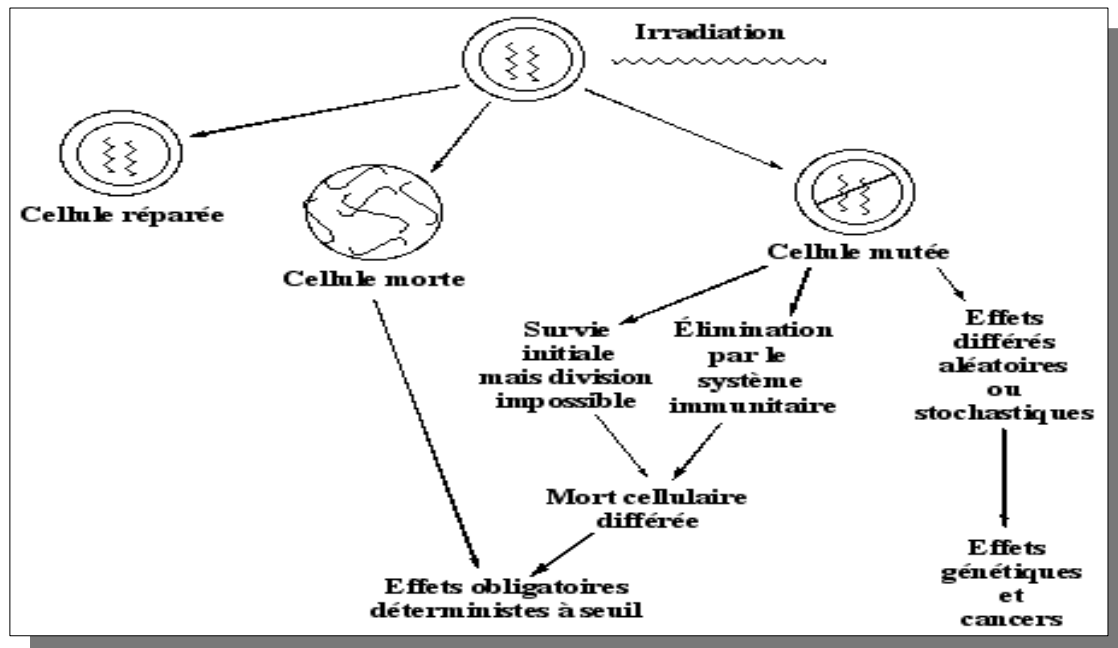 Irradiation
Cellule réparée
Cellule morte
Cellule mutée
Survie
initiale
mais division
impossible
Élimination
par le
système
immunitaire
Effets
différés
aléatoires
ou
stochastiques
Mort cellulaire
différée
Effets obligatoires
déterministes à seuil
Effets
génétiques
et
cancers